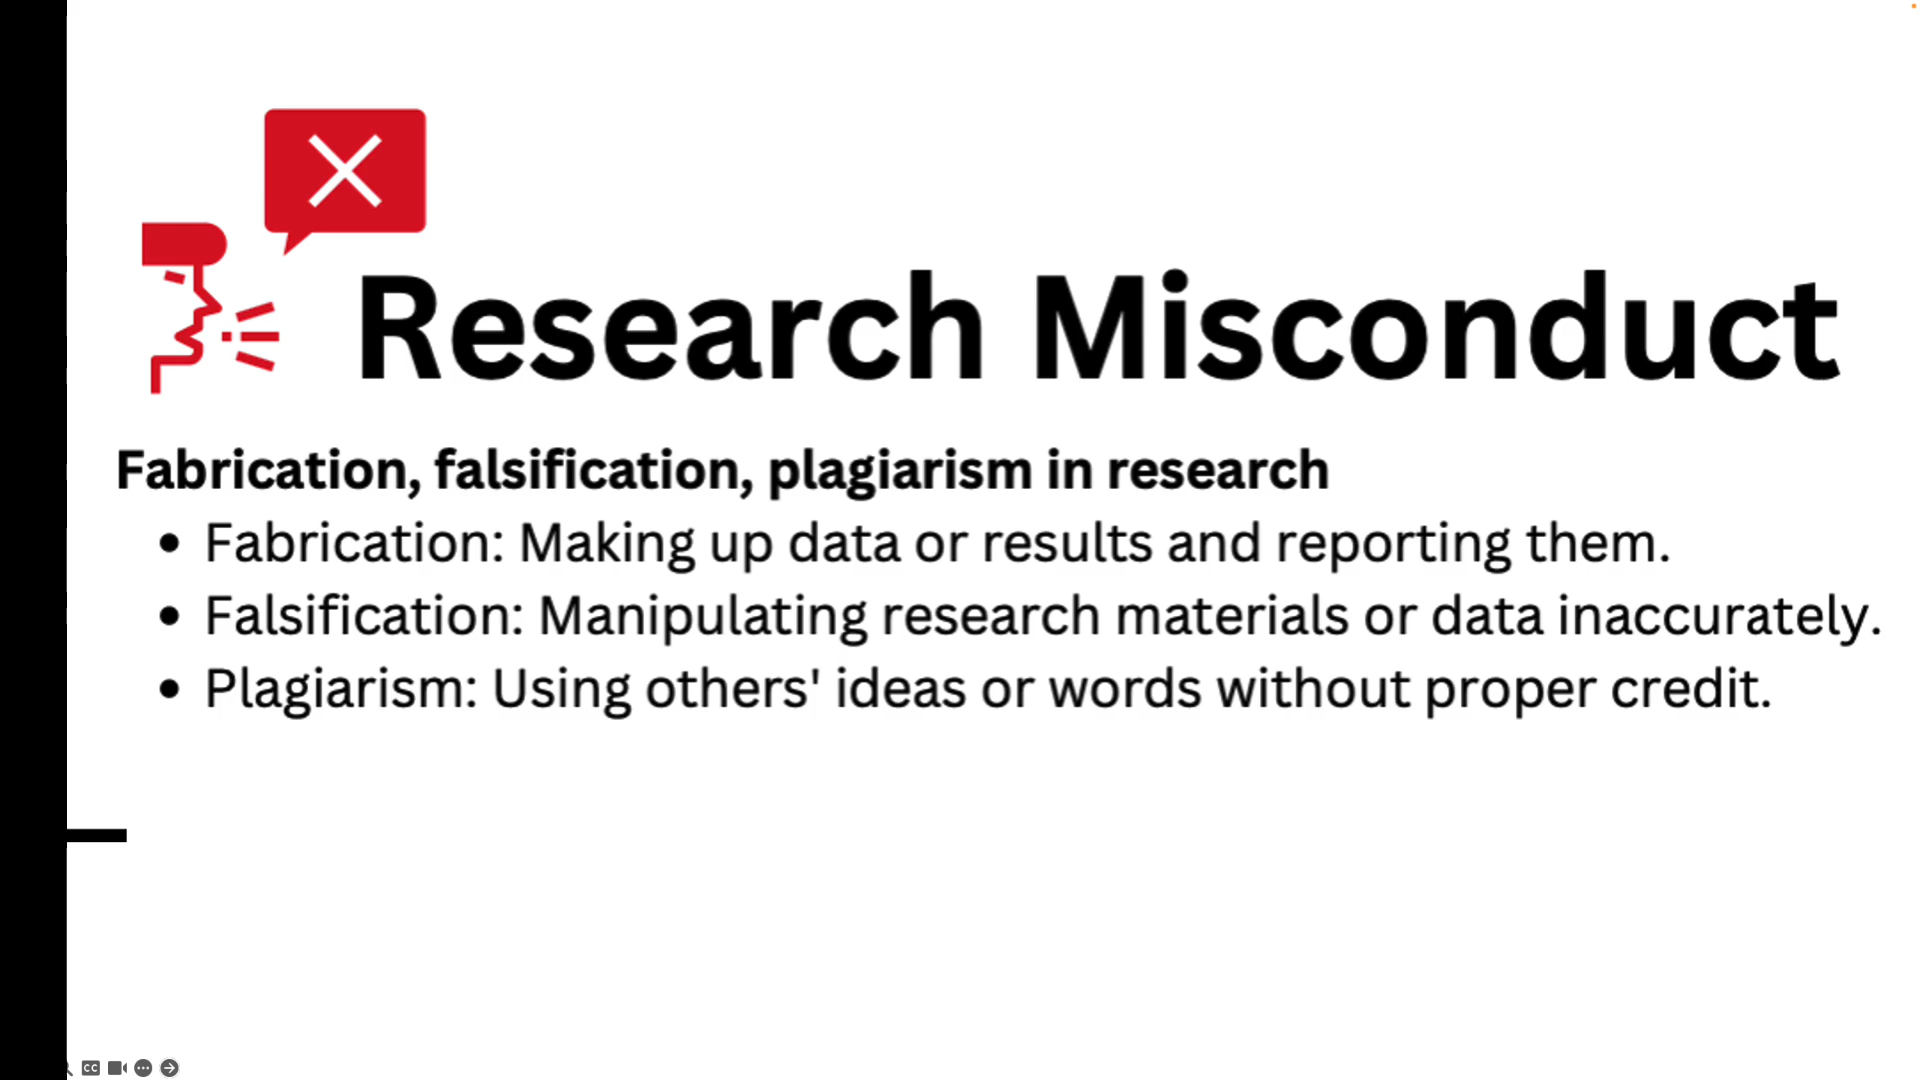 Research Misconduct
Fabrication, falsification, plagiarism in research
• Fabrication: Making up data or results and reporting them.
• Falsification: Manipulating research materials or data inaccurately.
• Plagiarism: Using others' ideas or words without proper credit.
CC